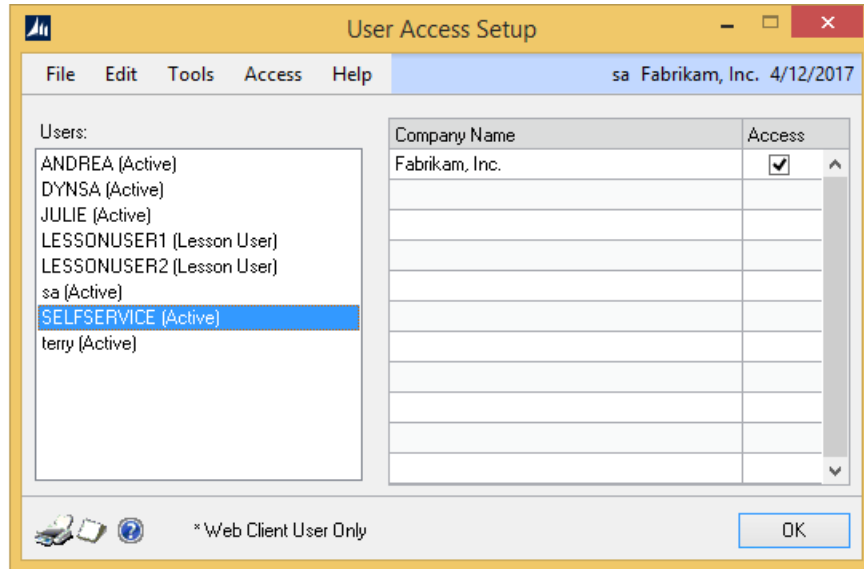 User Access Setup
File Edit Tools Access Help sa Fabrikam, Inc. 4/12/2017
Users:
ANDREA (Active)
DYNSA (Active)
JULIE (Active)
LESSONUSER1 (Lesson User)
LESSONUSER2 (Lesson User)
sa (Active)
SELFSERVICE (Active)
terry (Active)
Company Name Access
Fabrikam, Inc.
* Web Client User Only
OK